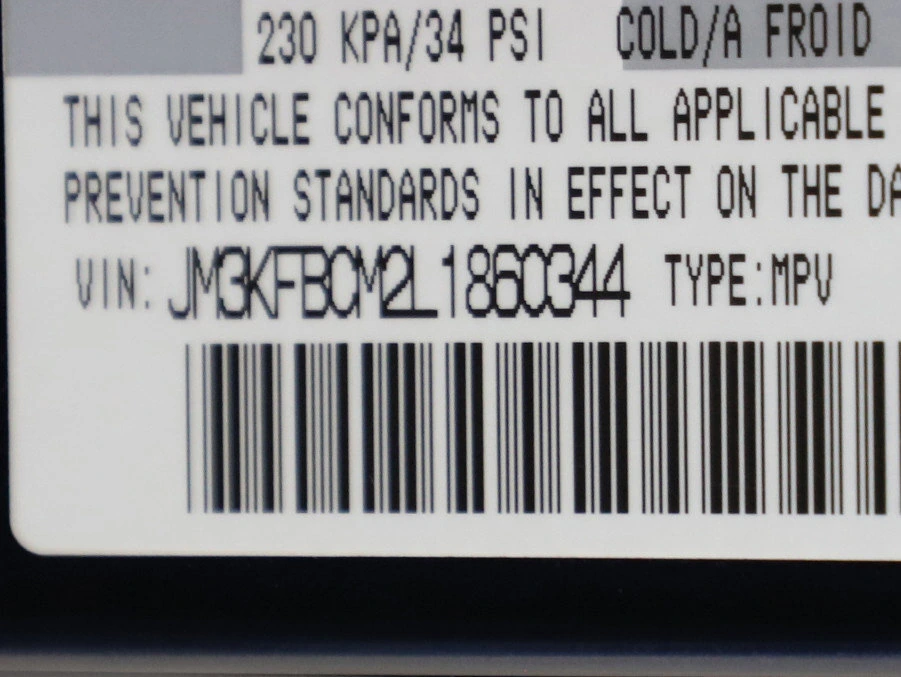 230 KPA/34 PSI COLD/A FROID
THIS VEHICLE CONFORMS TO ALL APPLICABLE
PREVENTION STANDARDS IN EFFECT ON THE DA
VIN: JM3KFBCM2L1860344 TYPE:MPV